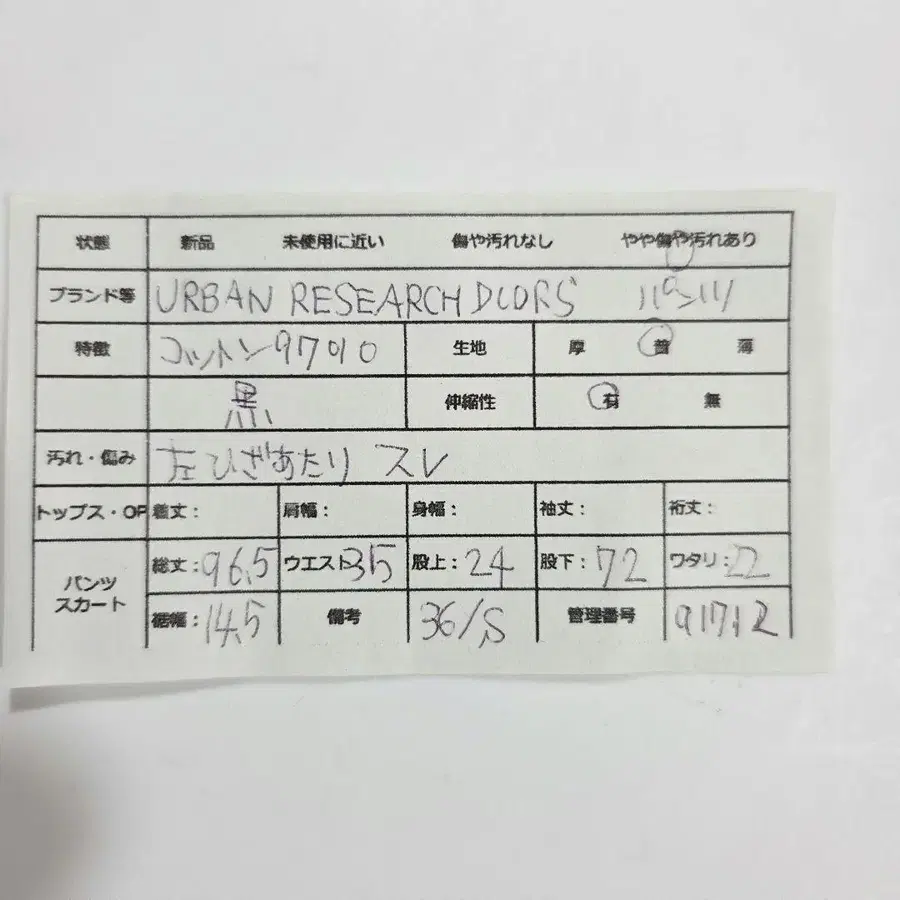 状態 新品 未使用に近い 傷や汚れなし やや傷や汚れあり
ブランド等 URBAN RESEARCH DOORS パンツ
特徴 コットン97010 生地 厚 普 薄
黒 伸縮性 有 無
汚れ・傷み 左ひざあたり スレ
トップス・OP 着丈: 肩幅: 身幅: 袖丈: 裄丈:
パンツ スカート 総丈:96.5 ウエスト35 股上:24 股下:72 ワタリ:22
裾幅:14.5 備考 36/S 管理番号 91712